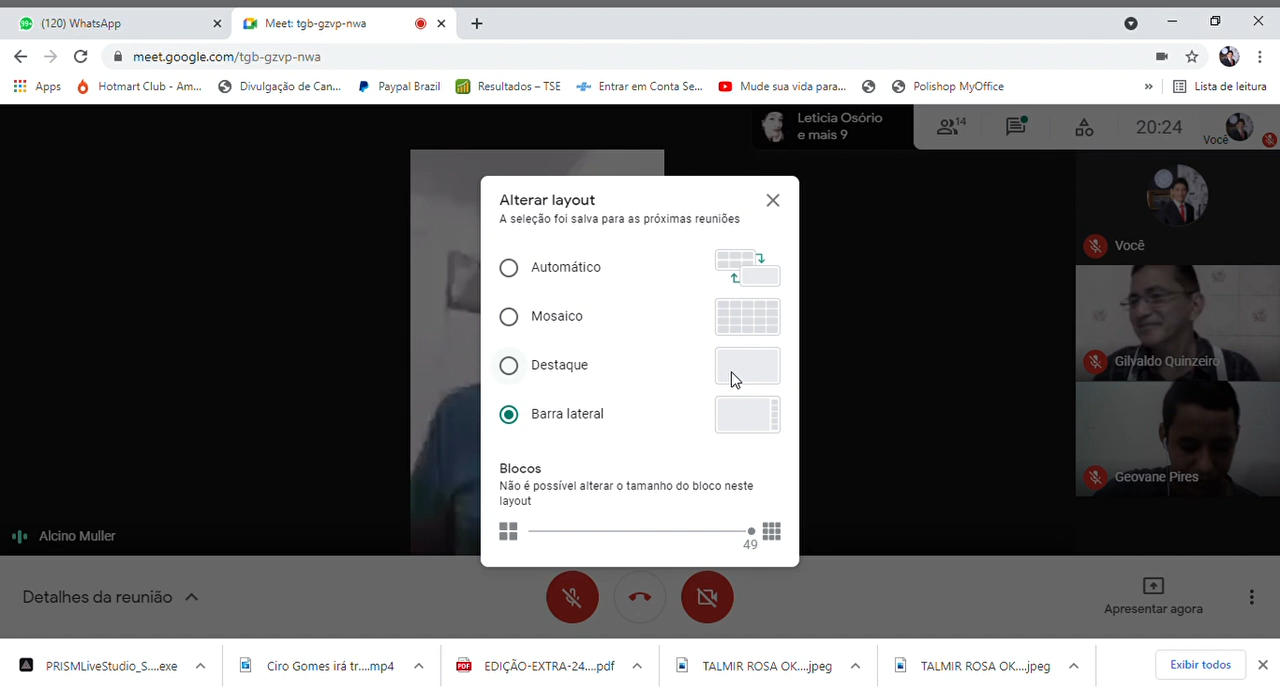 99+
(120) WhatsApp
Meet: tgb-gzvp-nwa
meet.google.com/tgb-gzvp-nwa
Apps
Hotmart Club - Am...
Divulgação de Can...
Paypal Brazil
Resultados – TSE
Entrar em Conta Se...
Mude sua vida para...
Polishop MyOffice
»
Lista de leitura
Leticia Osório
e mais 9
14
20:24
Você
Alterar layout
A seleção foi salva para as próximas reuniões
Automático
Mosaico
Destaque
Barra lateral
Blocos
Não é possível alterar o tamanho do bloco neste
layout
49
Você
Gilvaldo Quinzeiro
Geovane Pires
Alcino Muller
Detalhes da reunião
Apresentar agora
PRISMLiveStudio_S....exe
Ciro Gomes irá tr....mp4
PDF
EDIÇÃO-EXTRA-24....pdf
TALMIR ROSA OK....jpeg
TALMIR ROSA OK....jpeg
Exibir todos